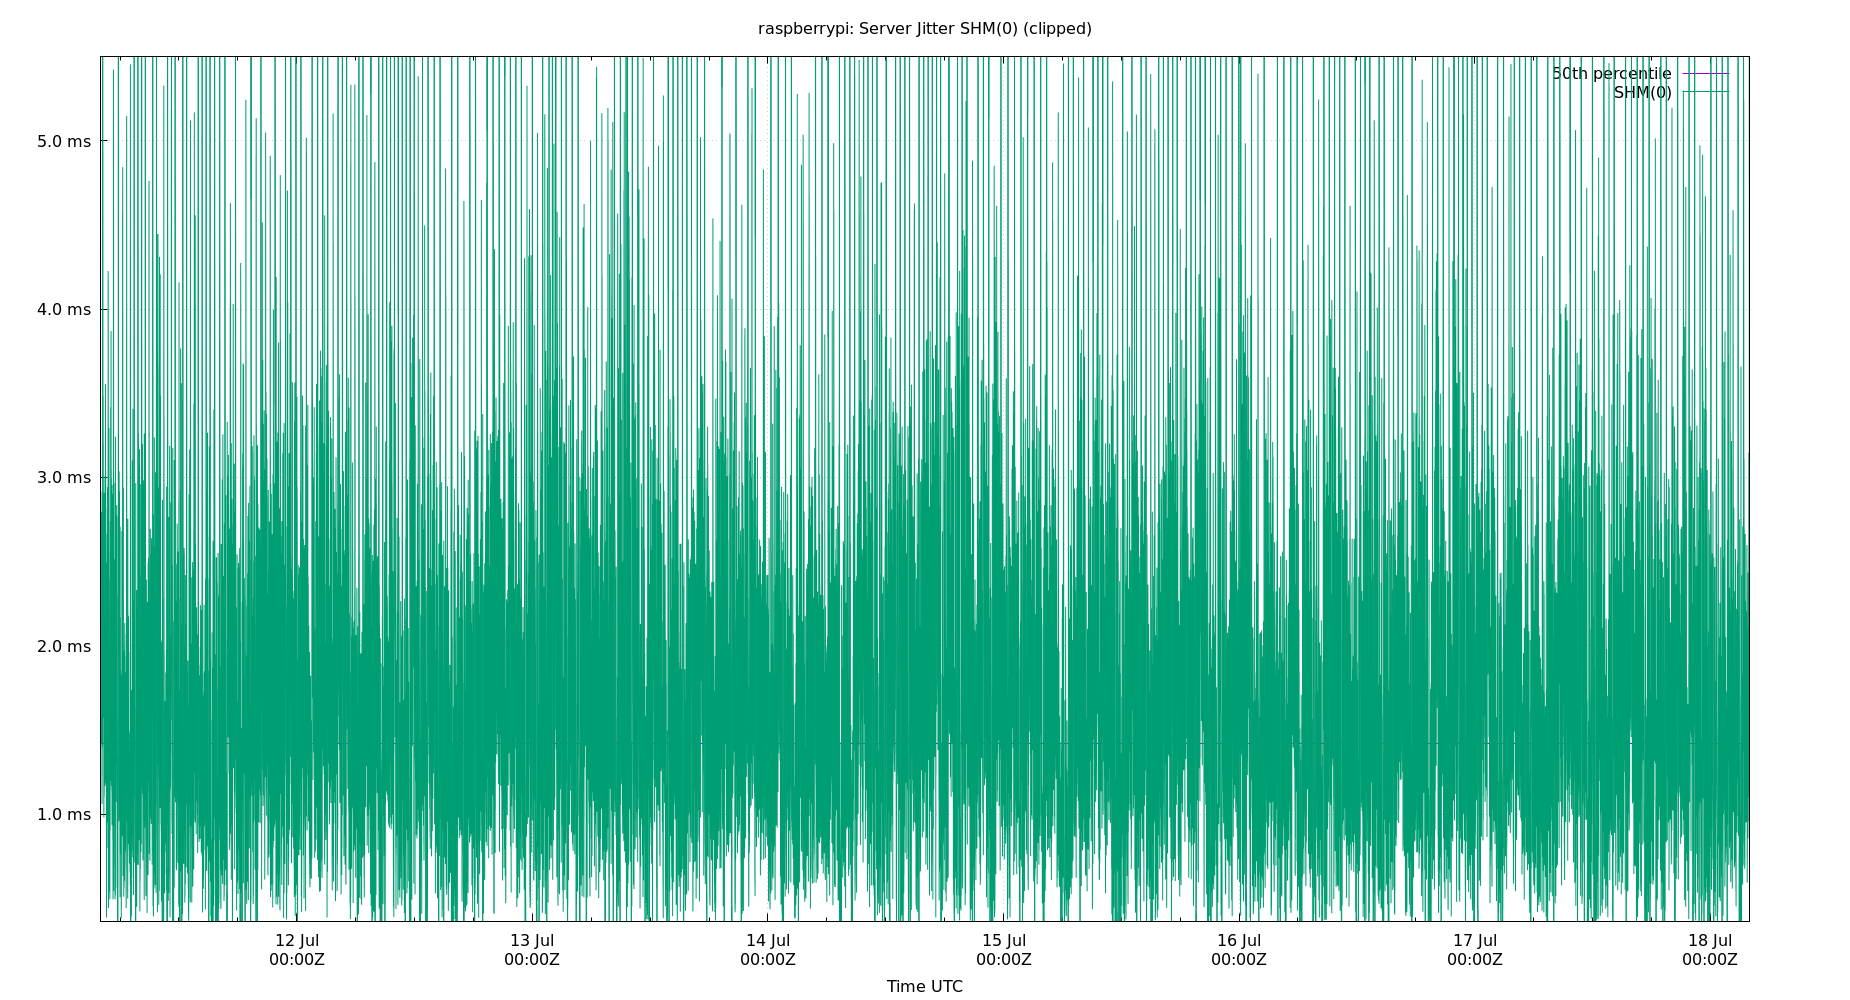 raspberrypi: Server Jitter SHM(0) (clipped)
50th percentile
SHM(0)
5.0 ms
4.0 ms
3.0 ms
2.0 ms
1.0 ms
12 Jul 13 Jul 14 Jul 15 Jul 16 Jul 17 Jul 18 Jul
00:00Z 00:00Z 00:00Z 00:00Z 00:00Z 00:00Z 00:00Z
Time UTC